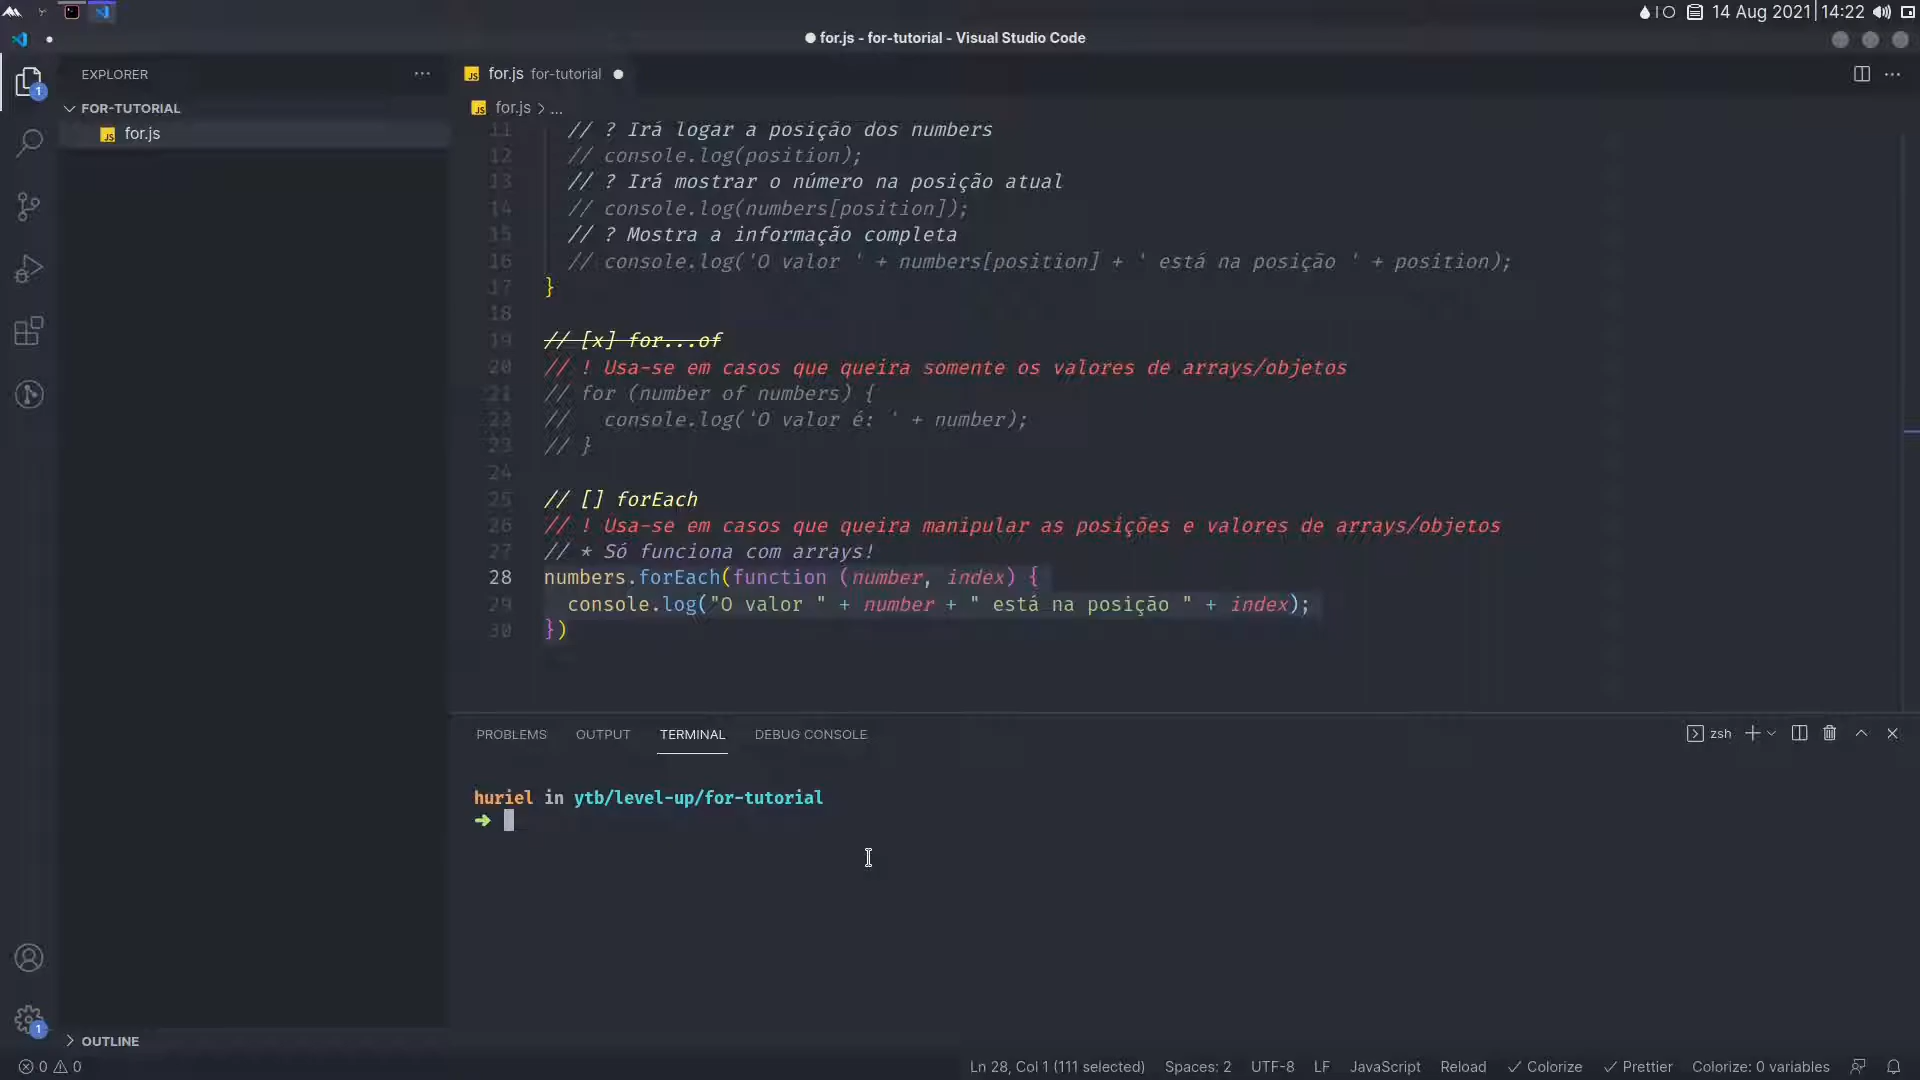 14 Aug 2021 14:22
for.js - for-tutorial - Visual Studio Code
EXPLORER
for.js for-tutorial
FOR-TUTORIAL
for.js
for.js > ...
1
11 // ? Irá logar a posição dos numbers
12 // console.log(position);
13 // ? Irá mostrar o número na posição atual
14 // console.log(numbers[position]);
15 // ? Mostra a informação completa
16 // console.log('O valor ' + numbers[position] + ' está na posição ' + position);
17 }
18
19 // [x] for...of
20 // ! Usa-se em casos que queira somente os valores de arrays/objetos
21 // for (number of numbers) {
22 //   console.log('O valor é: ' + number);
23 // }
24
25 // [] forEach
26 // ! Usa-se em casos que queira manipular as posições e valores de arrays/objetos
27 // * Só funciona com arrays!
28 numbers.forEach(function (number, index) {
29   console.log("O valor " + number + " está na posição " + index);
30 })
PROBLEMS OUTPUT TERMINAL DEBUG CONSOLE
zsh
huriel in ytb/level-up/for-tutorial
➜
1
OUTLINE
0 0
Ln 28, Col 1 (111 selected) Spaces: 2 UTF-8 LF JavaScript Reload ✓ Colorize ✓ Prettier Colorize: 0 variables